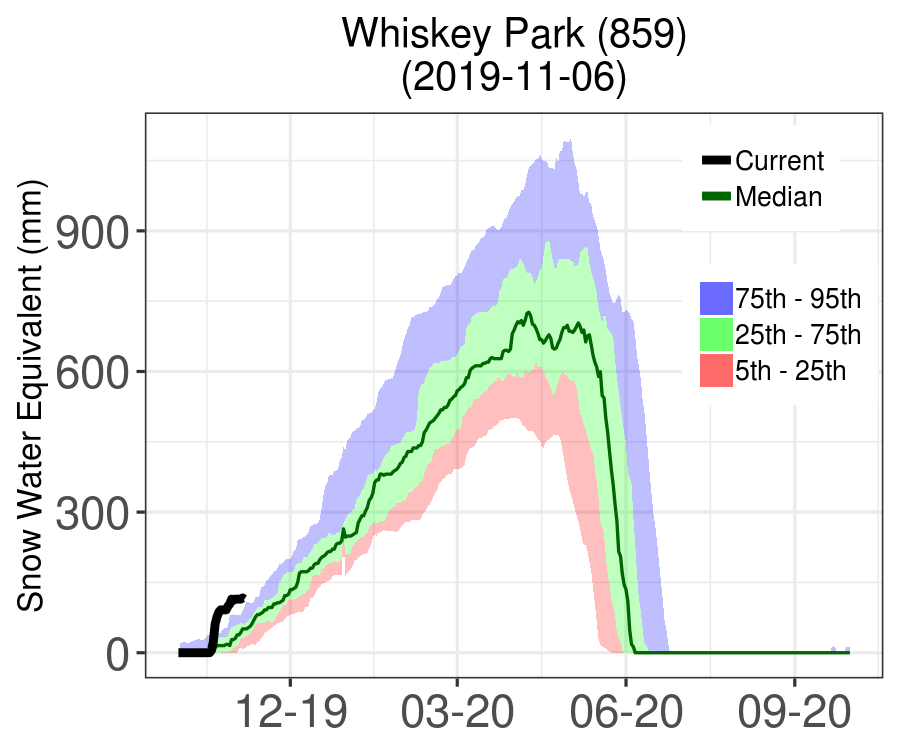 Whiskey Park (859)
(2019-11-06)
Snow Water Equivalent (mm)
900
600
300
0
12-19
03-20
06-20
09-20
Current
Median
75th - 95th
25th - 75th
5th - 25th